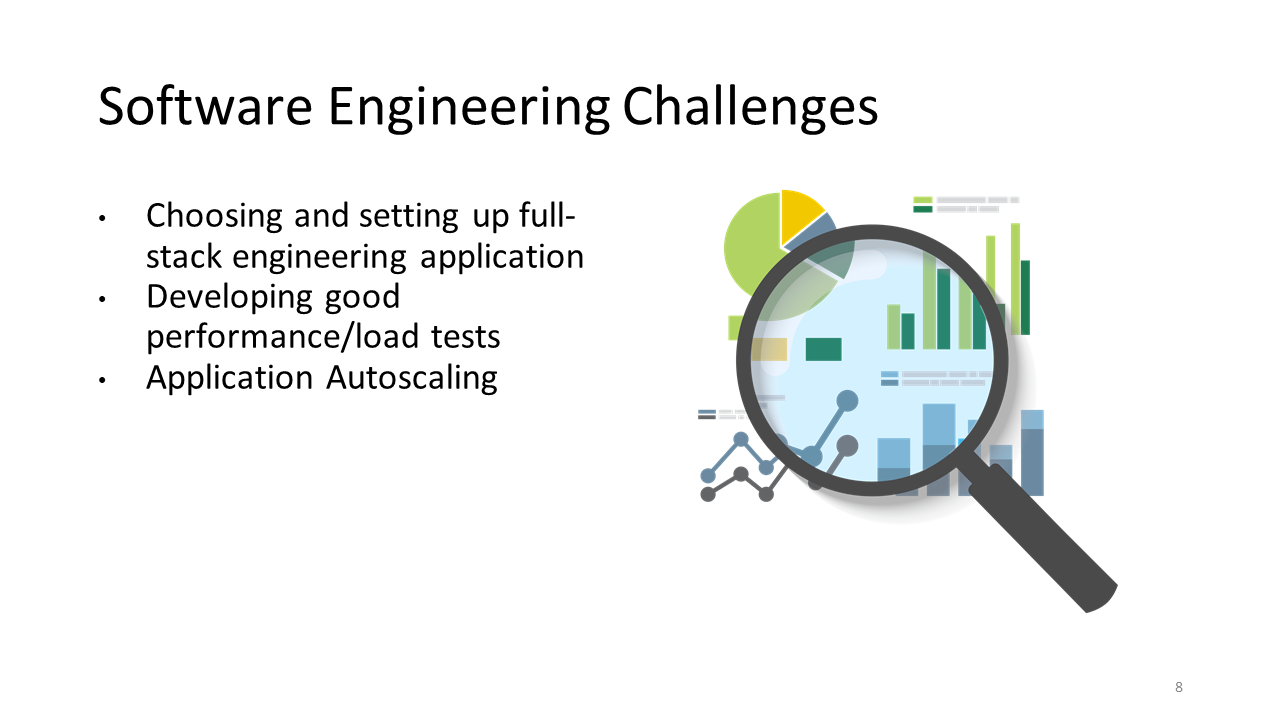 Software Engineering Challenges
• Choosing and setting up full-
stack engineering application
• Developing good
performance/load tests
• Application Autoscaling
8